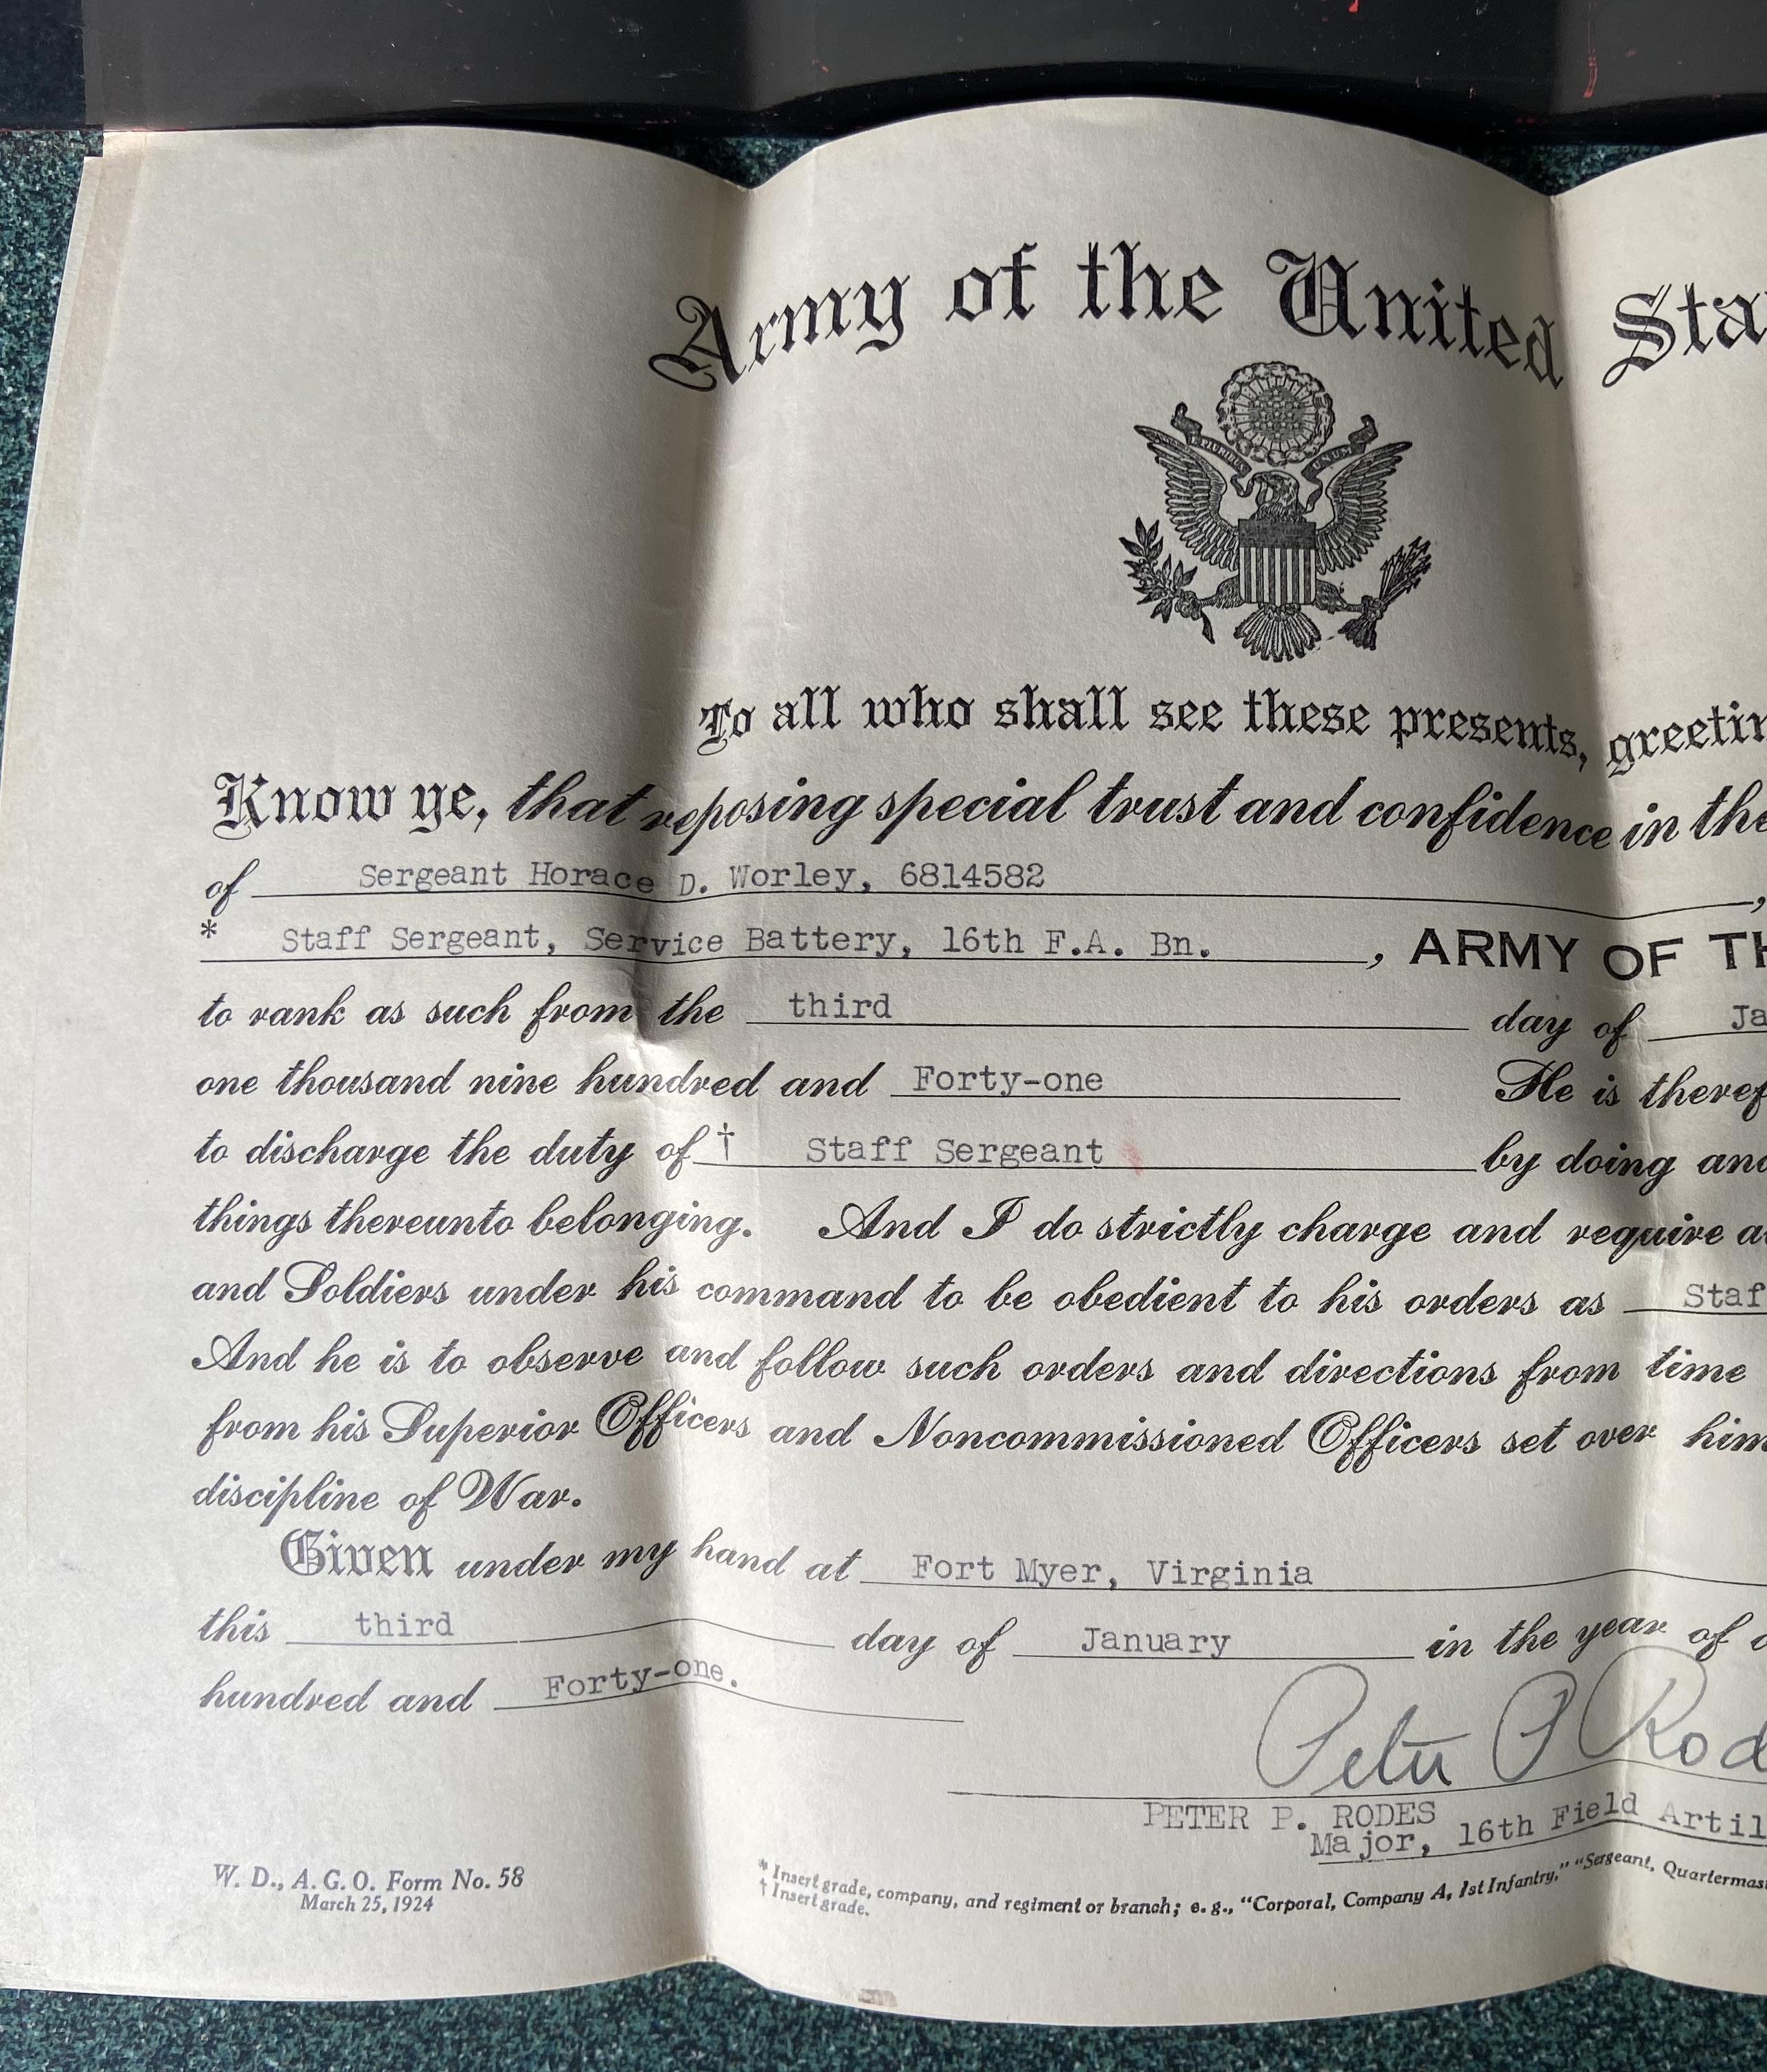 Army of the United Sta
E PLURIBUS UNUM
To all who shall see these presents, greetin
Know ye, that reposing special trust and confidence in the
of Sergeant Horace D. Worley, 6814582 ,
* Staff Sergeant, Service Battery, 16th F.A. Bn. , ARMY OF TH
to rank as such from the third day of Ja
one thousand nine hundred and Forty-one He is theref
to discharge the duty of † Staff Sergeant by doing and
things thereunto belonging. And I do strictly charge and require a
and Soldiers under his command to be obedient to his orders as Staf
And he is to observe and follow such orders and directions from time
from his Superior Officers and Noncommissioned Officers set over him
discipline of War.
Given under my hand at Fort Myer, Virginia
this third day of January in the year of o
hundred and Forty-one.
Peter P Rod
PETER P. RODES
Major, 16th Field Artil
W. D., A. G. O. Form No. 58
March 25, 1924
* Insert grade, company, and regiment or branch; e. g., “Corporal, Company A, 1st Infantry,” “Sergeant, Quartermas
† Insert grade.